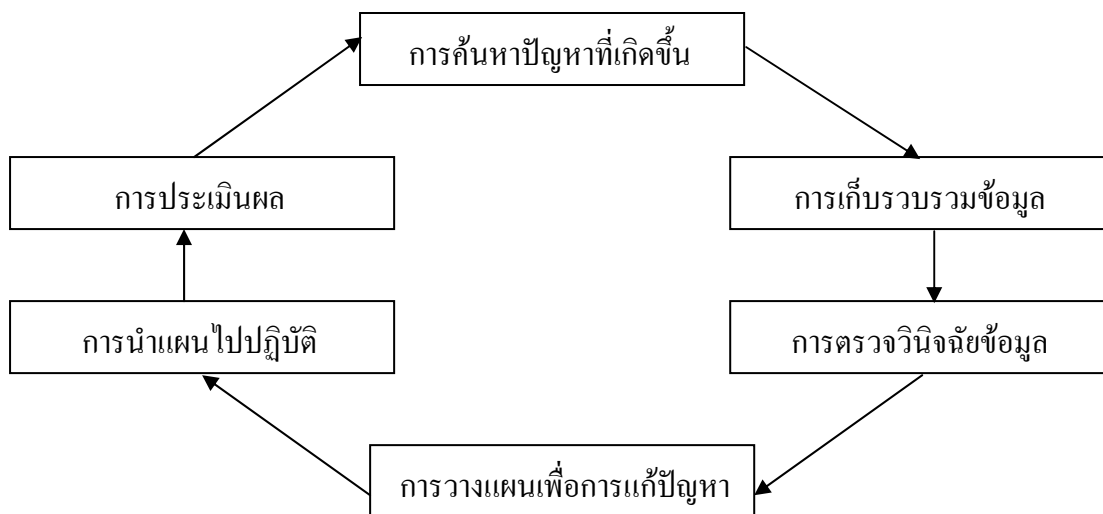 การค้นหาปัญหาที่เกิดขึ้น
การประเมินผล
การเก็บรวบรวมข้อมูล
การนำแผนไปปฏิบัติ
การตรวจวินิจฉัยข้อมูล
การวางแผนเพื่อการแก้ปัญหา